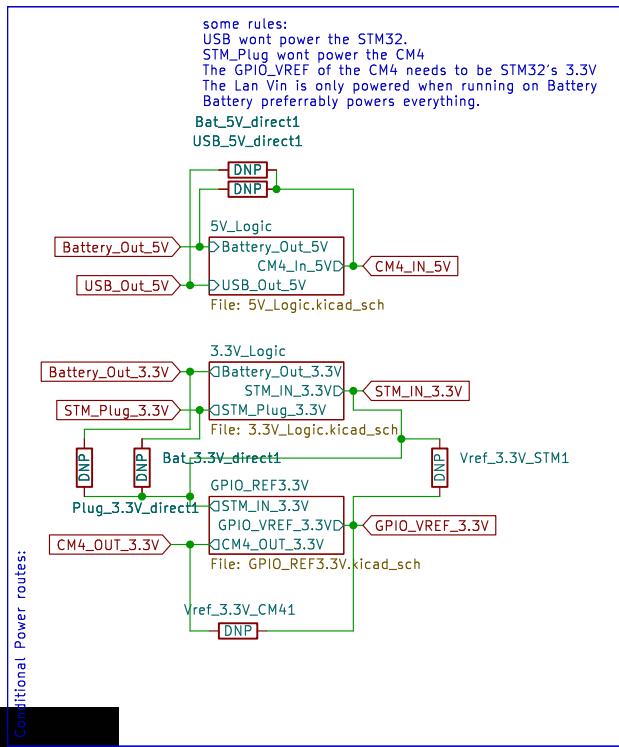 some rules:
USB wont power the STM32.
STM_Plug wont power the CM4
The GPIO_VREF of the CM4 needs to be STM32's 3.3V
The Lan Vin is only powered when running on Battery
Battery preferrably powers everything.
Bat_5V_direct1
USB_5V_direct1
DNP
DNP
5V_Logic
Battery_Out_5V
Battery_Out_5V
CM4_In_5V
CM4_IN_5V
USB_Out_5V
USB_Out_5V
File: 5V_Logic.kicad_sch
3.3V_Logic
Battery_Out_3.3V
Battery_Out_3.3V
STM_IN_3.3V
STM_IN_3.3V
STM_Plug_3.3V
STM_Plug_3.3V
File: 3.3V_Logic.kicad_sch
DNP
DNP
Bat_3.3V_direct1
DNP
Vref_3.3V_STM1
Plug_3.3V_direct1
GPIO_REF3.3V
STM_IN_3.3V
GPIO_VREF_3.3V
GPIO_VREF_3.3V
CM4_OUT_3.3V
CM4_OUT_3.3V
File: GPIO_REF3.3V.kicad_sch
Vref_3.3V_CM41
DNP
Conditional Power routes: